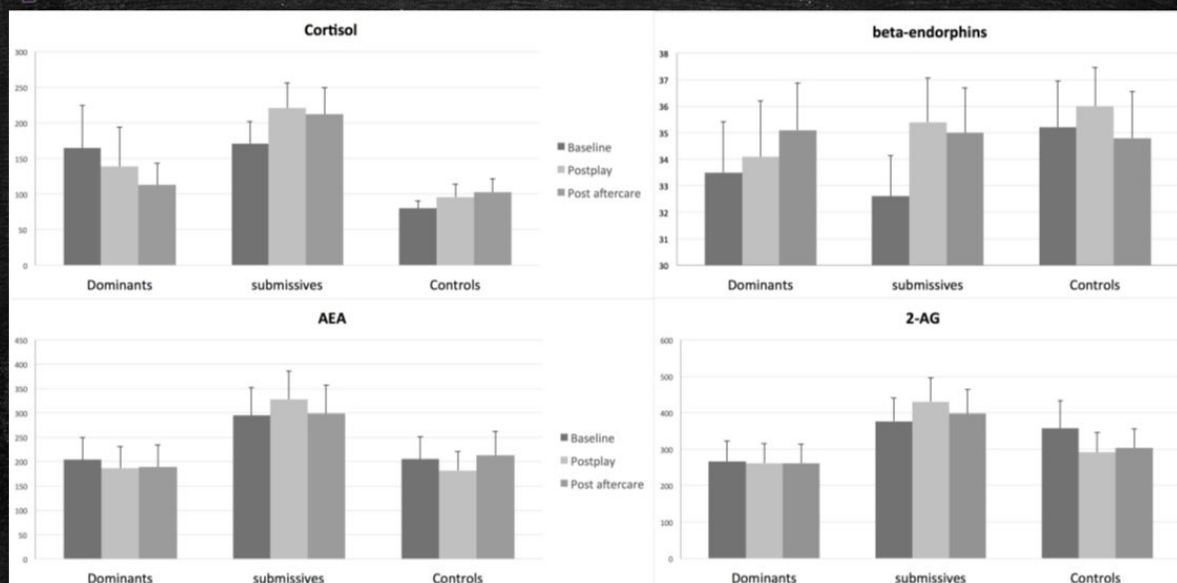 Cortisol
300
250
200
150
100
50
0
Dominants submissives Controls
Baseline
Postplay
Post aftercare
beta-endorphins
38
37
36
35
34
33
32
31
30
Dominants submissives Controls
AEA
450
400
350
300
250
200
150
100
50
0
Dominants submissives Controls
Baseline
Postplay
Post aftercare
2-AG
600
500
400
300
200
100
0
Dominants submissives Controls